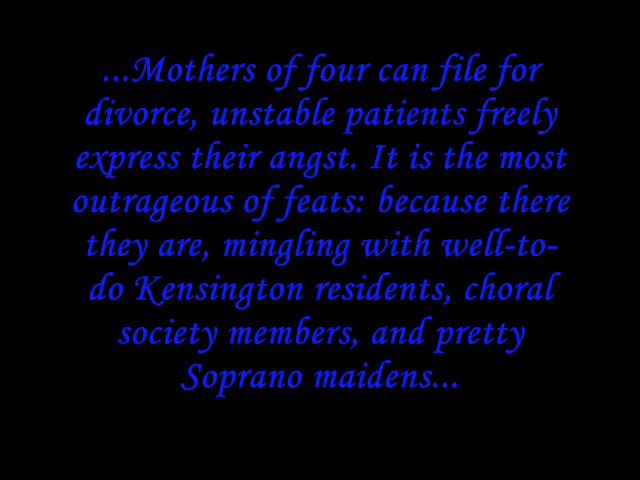 ...Mothers of four can file for
divorce, unstable patients freely
express their angst. It is the most
outrageous of feats: because there
they are, mingling with well-to-
do Kensington residents, choral
society members, and pretty
Soprano maidens...